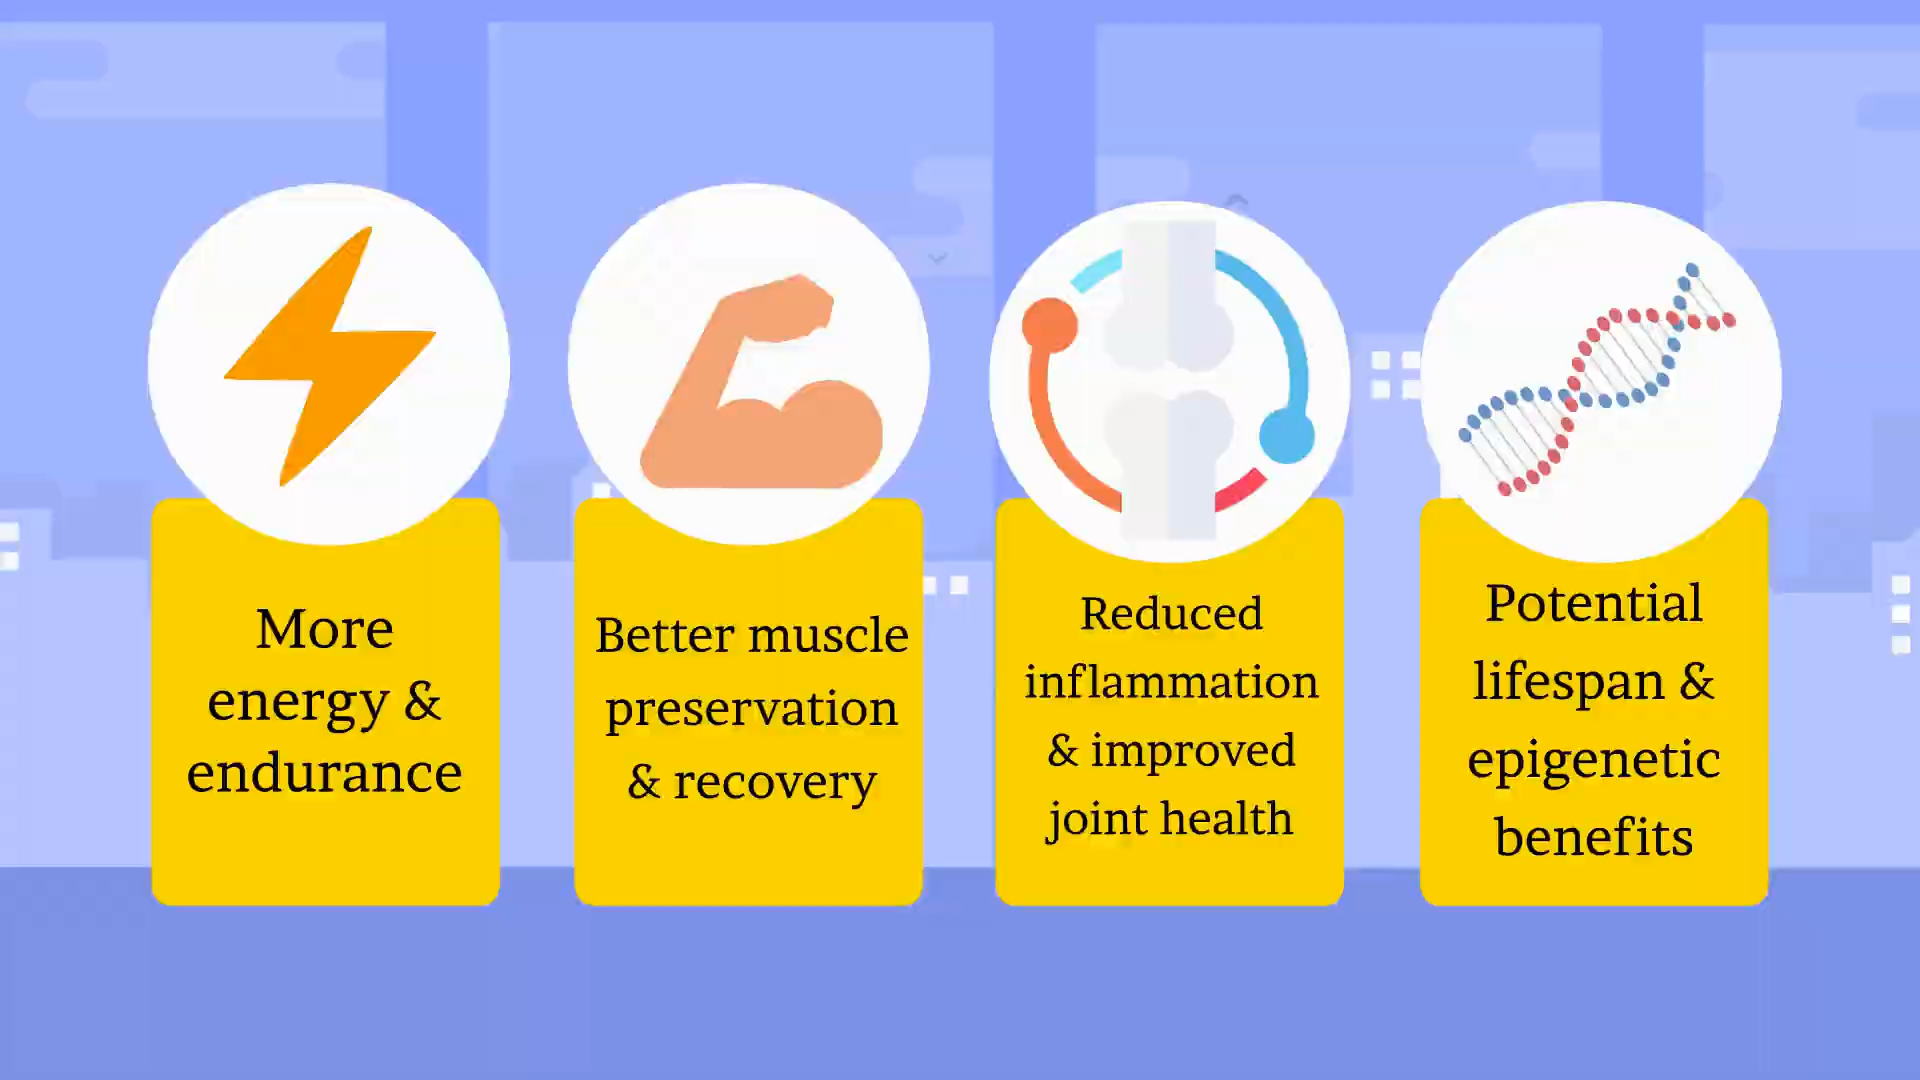 More
energy &
endurance
Better muscle
preservation
& recovery
Reduced
inflammation
& improved
joint health
Potential
lifespan &
epigenetic
benefits